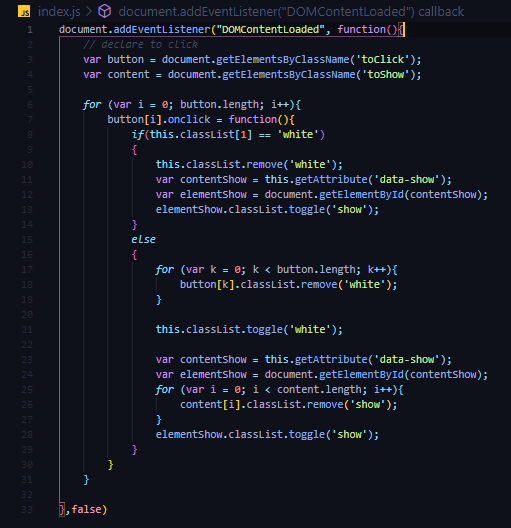 JS index.js > document.addEventListener("DOMContentLoaded") callback
1 document.addEventListener("DOMContentLoaded", function(){
2 // declare to click
3 var button = document.getElementsByClassName('toClick');
4 var content = document.getElementsByClassName('toShow');
5
6 for (var i = 0; button.length; i++){
7 button[i].onclick = function(){
8 if(this.classList[1] == 'white')
9 {
10 this.classList.remove('white');
11 var contentShow = this.getAttribute('data-show');
12 var elementShow = document.getElementById(contentShow);
13 elementShow.classList.toggle('show');
14 }
15 else
16 {
17 for (var k = 0; k < button.length; k++){
18 button[k].classList.remove('white');
19 }
20
21 this.classList.toggle('white');
22
23 var contentShow = this.getAttribute('data-show');
24 var elementShow = document.getElementById(contentShow);
25 for (var i = 0; i < content.length; i++){
26 content[i].classList.remove('show');
27 }
28 elementShow.classList.toggle('show');
29 }
30 }
31 }
32
33 },false)